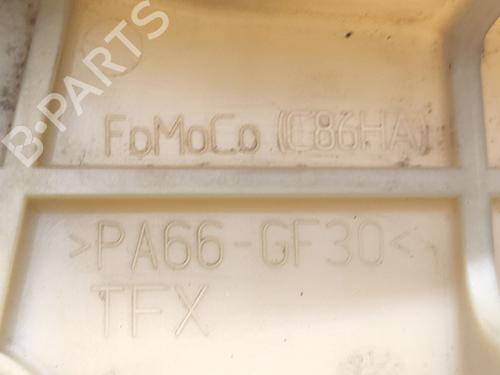 B-PARTS
FoMoCo (C86HA)
>PA66-GF30<
TFX